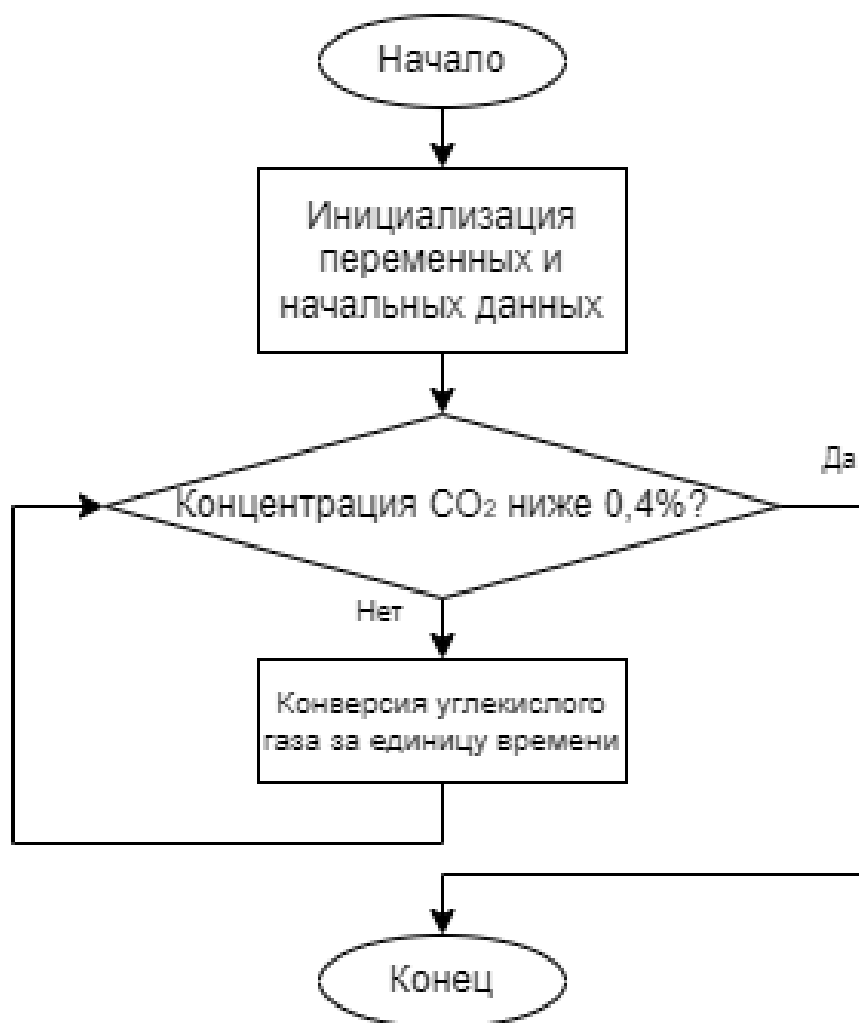 Начало
Инициализация
переменных и
начальных данных
Да
Концентрация CO₂ ниже 0,4%?
Нет
Конверсия углекислого
газа за единицу времени
Конец